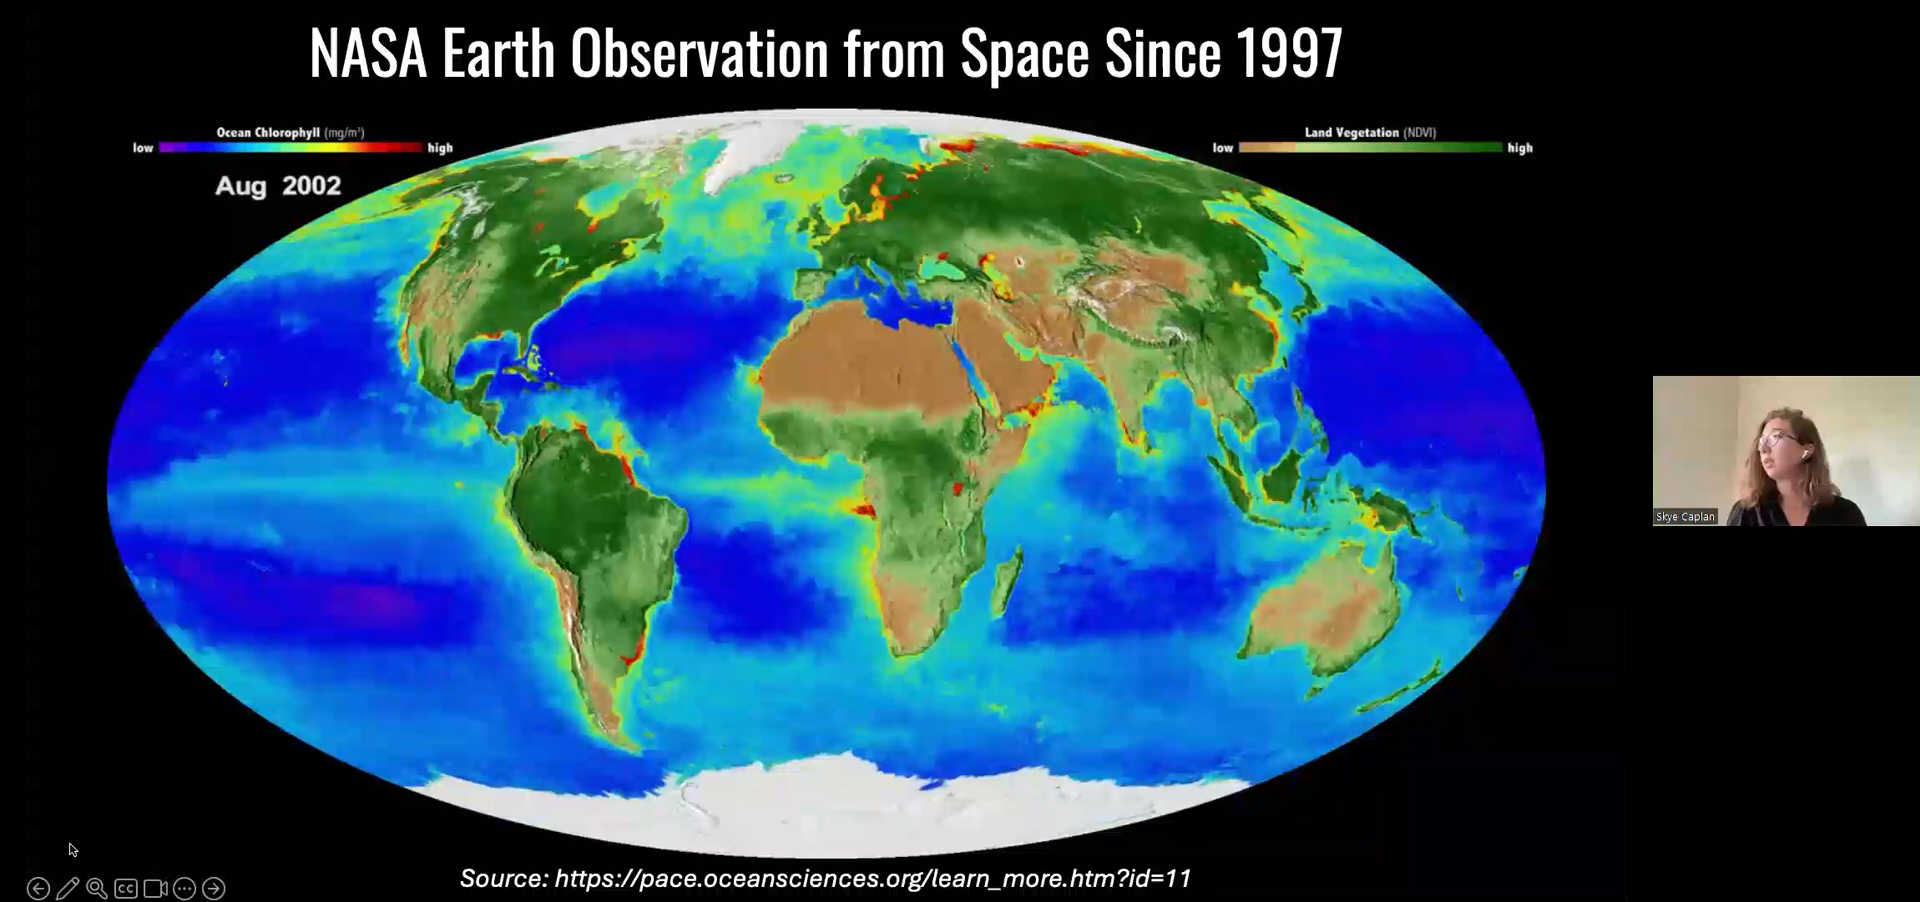 NASA Earth Observation from Space Since 1997
Ocean Chlorophyll (mg/m³)
low high
Aug 2002
Land Vegetation (NDVI)
low high
Skye Caplan
CC
Source: https://pace.oceansciences.org/learn_more.htm?id=11